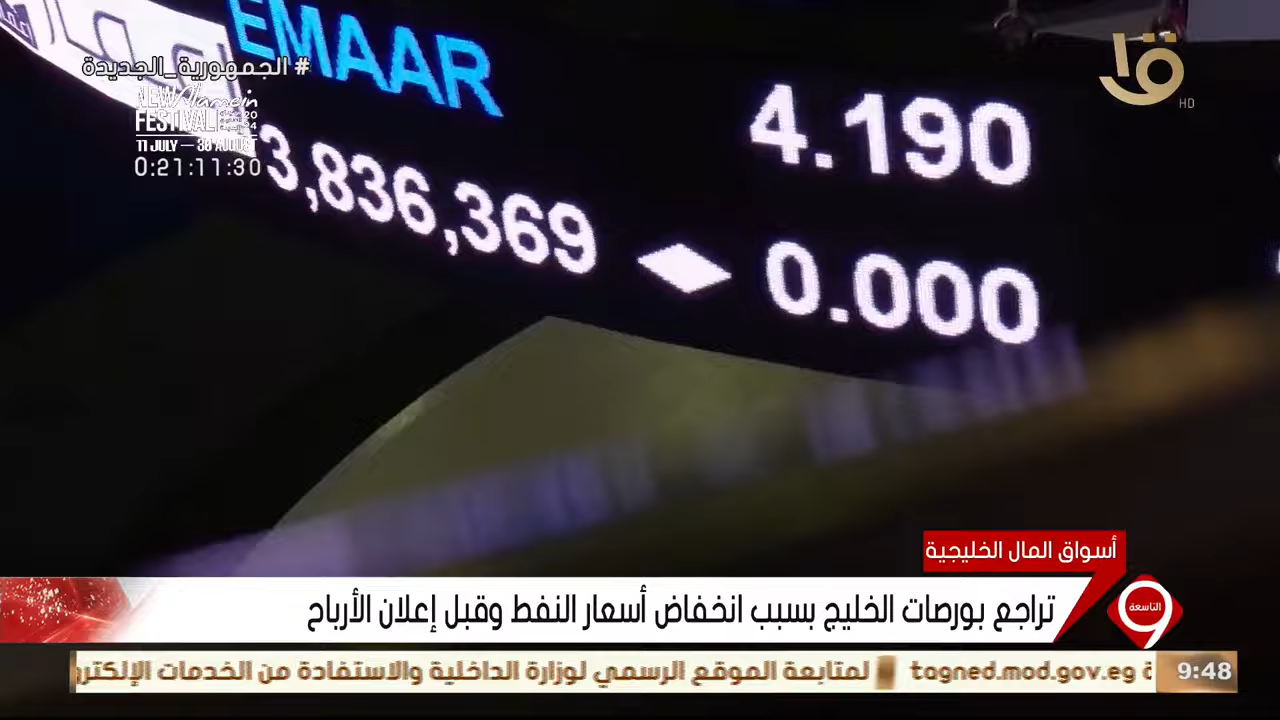 EMAAR
4.190
3,836,369
0.000
#الجمهورية_الجديدة
NEW Alamein
FESTIVAL
11 JULY — 30 AUGUST
0:21:11:30
HD
أسواق المال الخليجية
تراجع بورصات الخليج بسبب انخفاض أسعار النفط وقبل إعلان الأرباح
التاسعة
9
tagned.mod.gov.eg
لمتابعة الموقع الرسمي لوزارة الداخلية والاستفادة من الخدمات
9:48